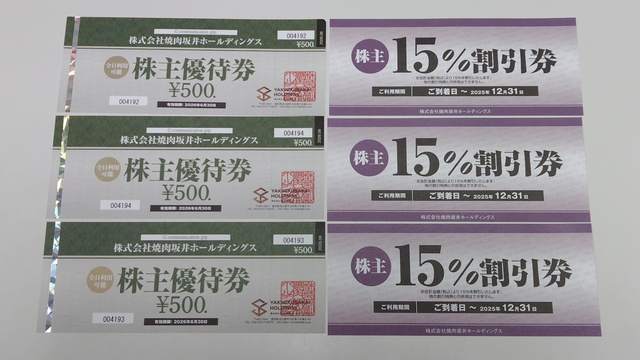 004192
株式会社焼肉坂井ホールディングス
¥500
全日利用
可能
株主優待券
¥500.
004192
有効期限：2026年6月30日
YAKINIKUSAKAI
HOLDINGS
株主
15%割引券
ご利用期間
ご到着日 ～ 2025年 12月31日
株式会社焼肉坂井ホールディングス
004194
株式会社焼肉坂井ホールディングス
¥500
全日利用
可能
株主優待券
¥500.
004194
有効期限：2026年6月30日
YAKINIKUSAKAI
HOLDINGS
株主
15%割引券
ご利用期間
ご到着日 ～ 2025年 12月31日
株式会社焼肉坂井ホールディングス
004193
株式会社焼肉坂井ホールディングス
¥500
全日利用
可能
株主優待券
¥500.
004193
有効期限：2026年6月30日
YAKINIKUSAKAI
HOLDINGS
株主
15%割引券
ご利用期間
ご到着日 ～ 2025年 12月31日
株式会社焼肉坂井ホールディングス